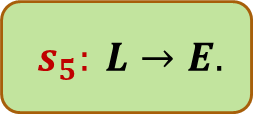 s₅: L → E.